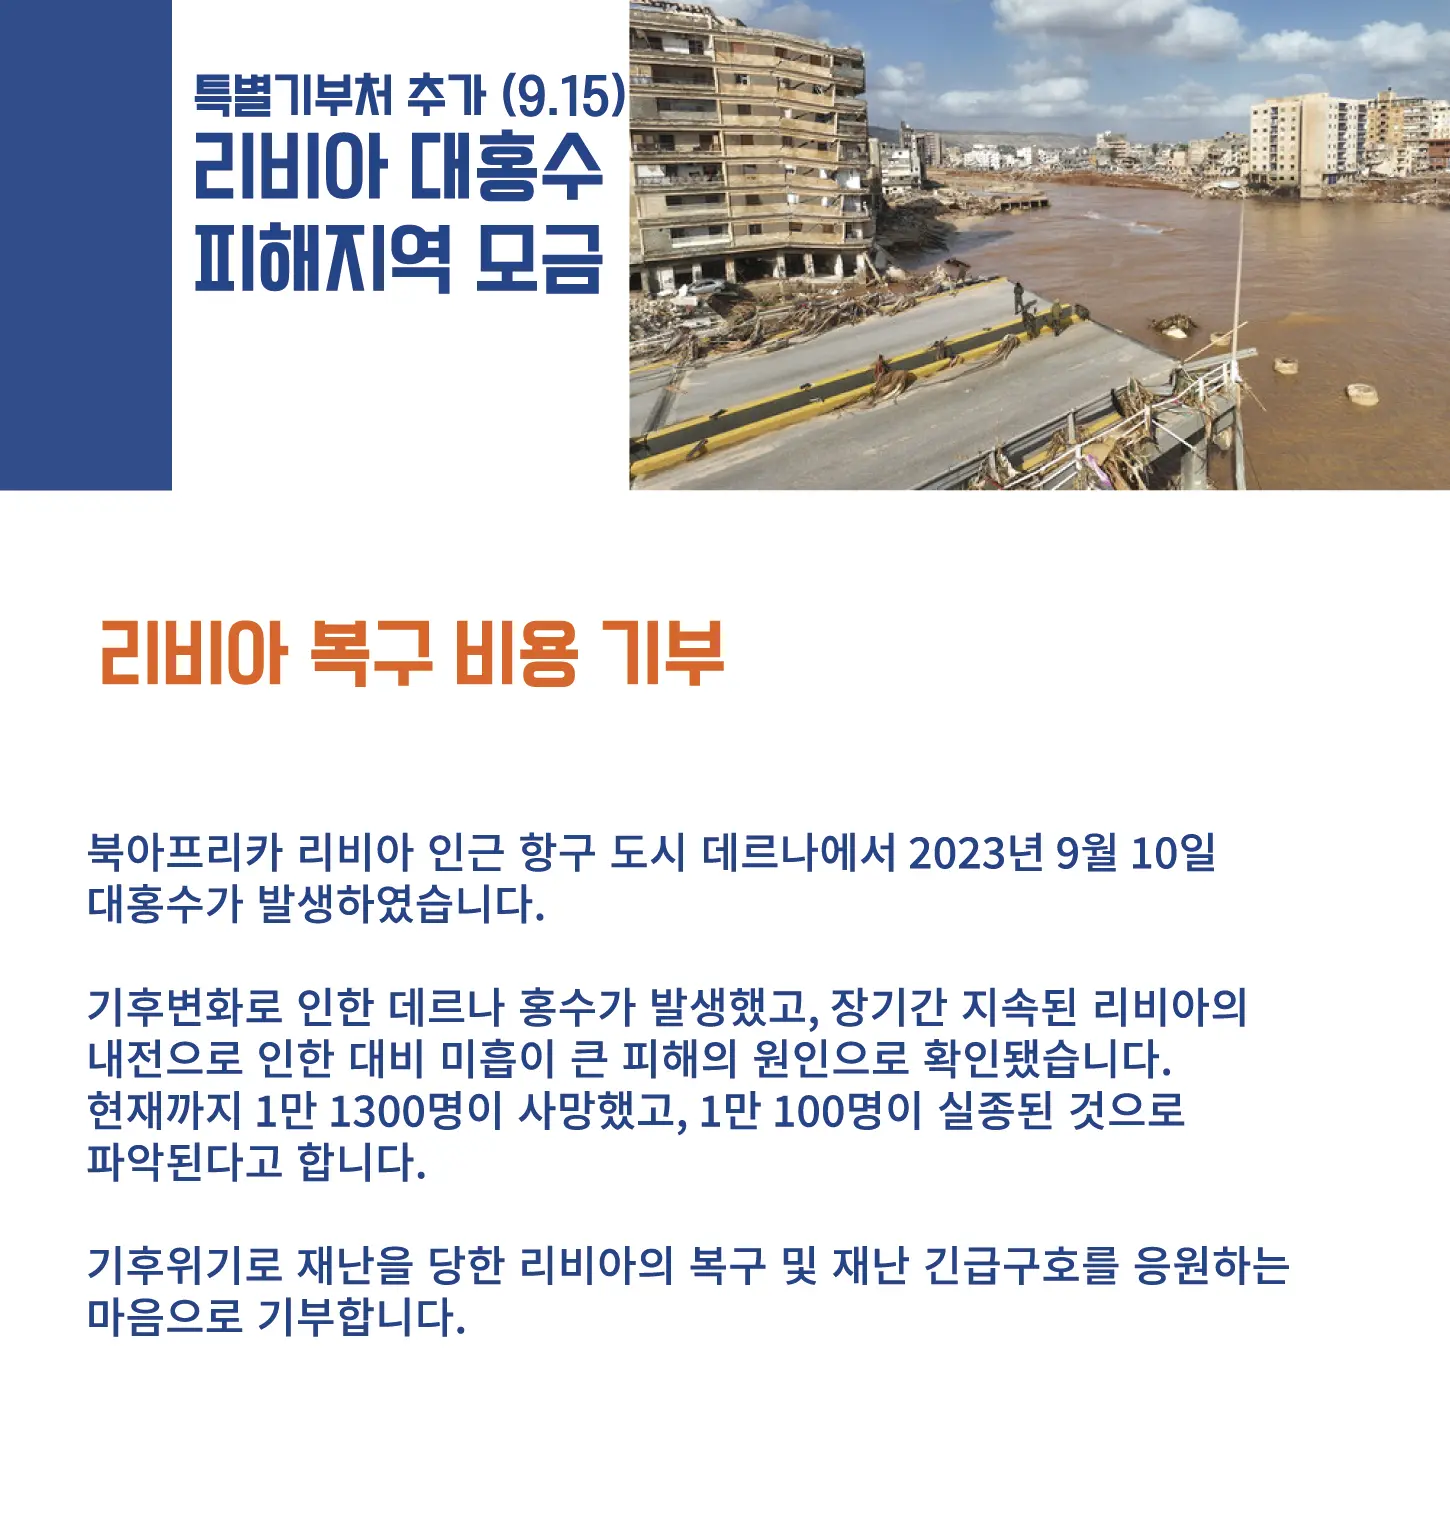 특별기부처 추가 (9.15)
리비아 대홍수
피해지역 모금
리비아 복구 비용 기부
북아프리카 리비아 인근 항구 도시 데르나에서 2023년 9월 10일
대홍수가 발생하였습니다.
기후변화로 인한 데르나 홍수가 발생했고, 장기간 지속된 리비아의
내전으로 인한 대비 미흡이 큰 피해의 원인으로 확인됐습니다.
현재까지 1만 1300명이 사망했고, 1만 100명이 실종된 것으로
파악된다고 합니다.
기후위기로 재난을 당한 리비아의 복구 및 재난 긴급구호를 응원하는
마음으로 기부합니다.